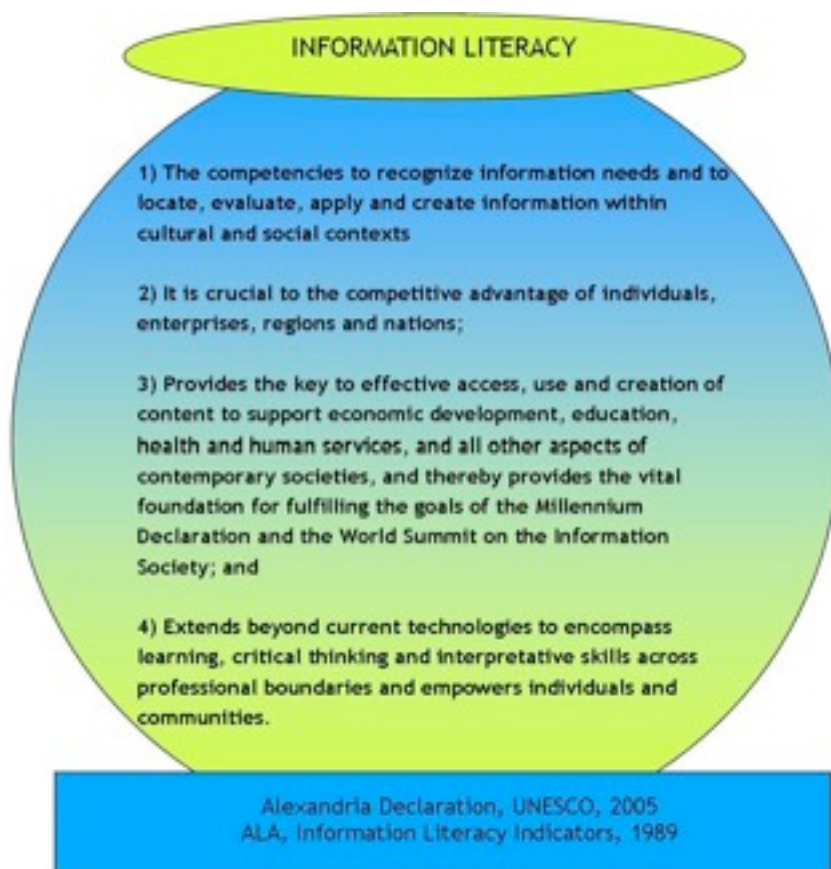 INFORMATION LITERACY
1) The competencies to recognize information needs and to
locate, evaluate, apply and create information within
cultural and social contexts
2) It is crucial to the competitive advantage of individuals,
enterprises, regions and nations;
3) Provides the key to effective access, use and creation of
content to support economic development, education,
health and human services, and all other aspects of
contemporary societies, and thereby provides the vital
foundation for fulfilling the goals of the Millennium
Declaration and the World Summit on the Information
Society; and
4) Extends beyond current technologies to encompass
learning, critical thinking and interpretative skills across
professional boundaries and empowers individuals and
communities.
Alexandria Declaration, UNESCO, 2005
ALA, Information Literacy Indicators, 1989